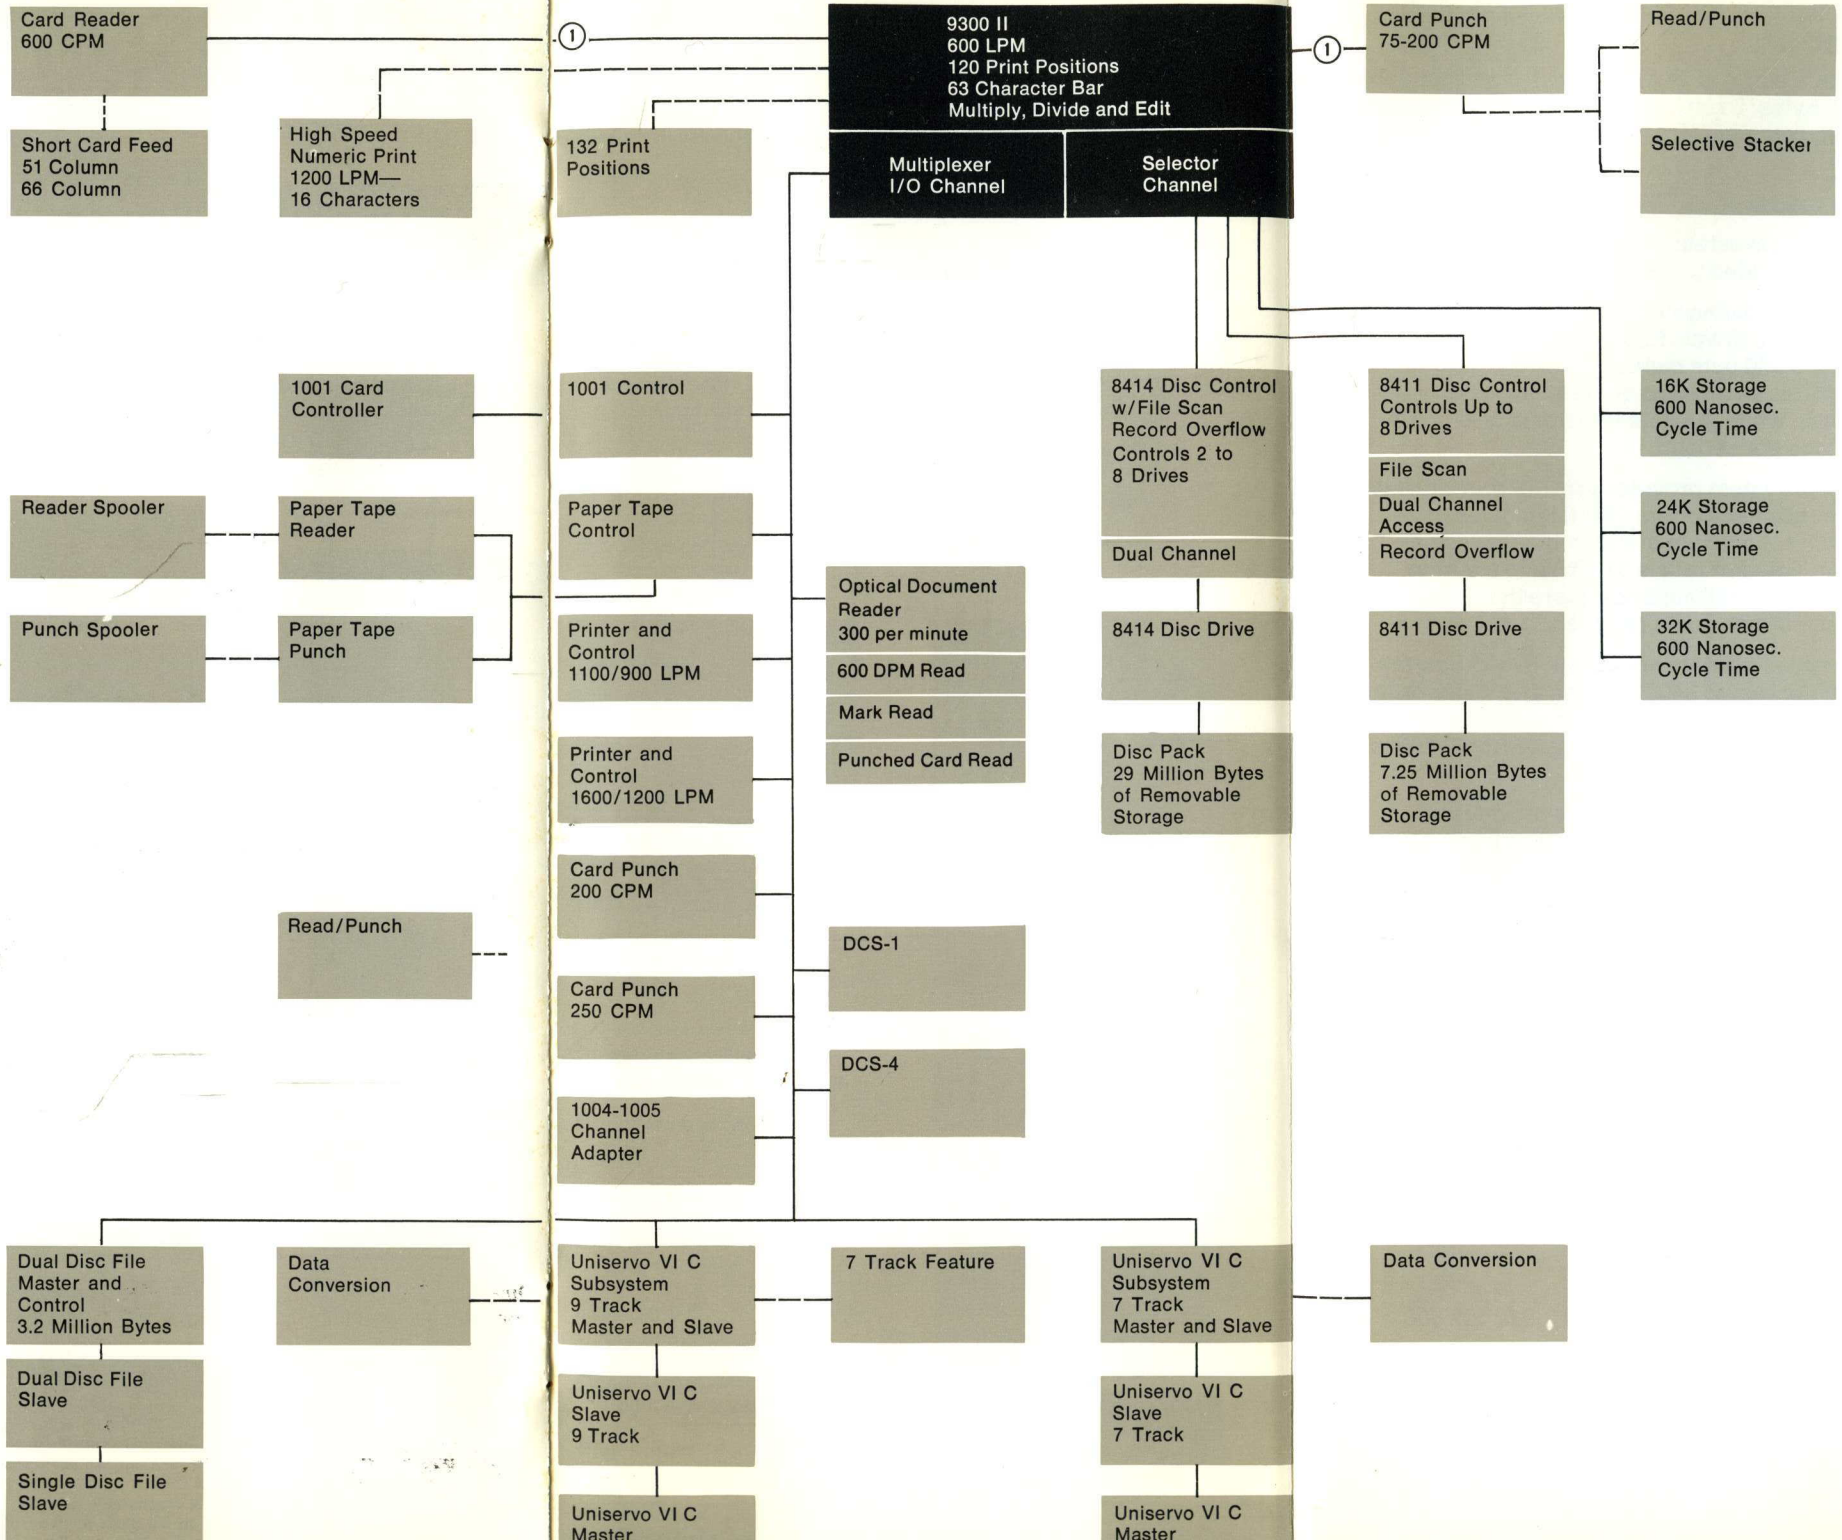 Card Reader
600 CPM
1
9300 II
600 LPM
120 Print Positions
63 Character Bar
Multiply, Divide and Edit
1
Card Punch
75-200 CPM
Read/Punch
Short Card Feed
51 Column
66 Column
High Speed
Numeric Print
1200 LPM—
16 Characters
132 Print
Positions
Multiplexer
I/O Channel
Selector
Channel
Selective Stacker
1001 Card
Controller
1001 Control
8414 Disc Control
w/File Scan
Record Overflow
Controls 2 to
8 Drives
Dual Channel
8411 Disc Control
Controls Up to
8 Drives
File Scan
Dual Channel
Access
Record Overflow
16K Storage
600 Nanosec.
Cycle Time
Reader Spooler
Paper Tape
Reader
Paper Tape
Control
24K Storage
600 Nanosec.
Cycle Time
Optical Document
Reader
300 per minute
600 DPM Read
Mark Read
Punched Card Read
Punch Spooler
Paper Tape
Punch
Printer and
Control
1100/900 LPM
8414 Disc Drive
8411 Disc Drive
32K Storage
600 Nanosec.
Cycle Time
Printer and
Control
1600/1200 LPM
Disc Pack
29 Million Bytes
of Removable
Storage
Disc Pack
7.25 Million Bytes
of Removable
Storage
Card Punch
200 CPM
Read/Punch
DCS-1
Card Punch
250 CPM
DCS-4
1004-1005
Channel
Adapter
Dual Disc File
Master and
Control
3.2 Million Bytes
Data
Conversion
Uniservo VI C
Subsystem
9 Track
Master and Slave
7 Track Feature
Uniservo VI C
Subsystem
7 Track
Master and Slave
Data Conversion
Dual Disc File
Slave
Uniservo VI C
Slave
9 Track
Uniservo VI C
Slave
7 Track
Single Disc File
Slave
Uniservo VI C
Master
Uniservo VI C
Master